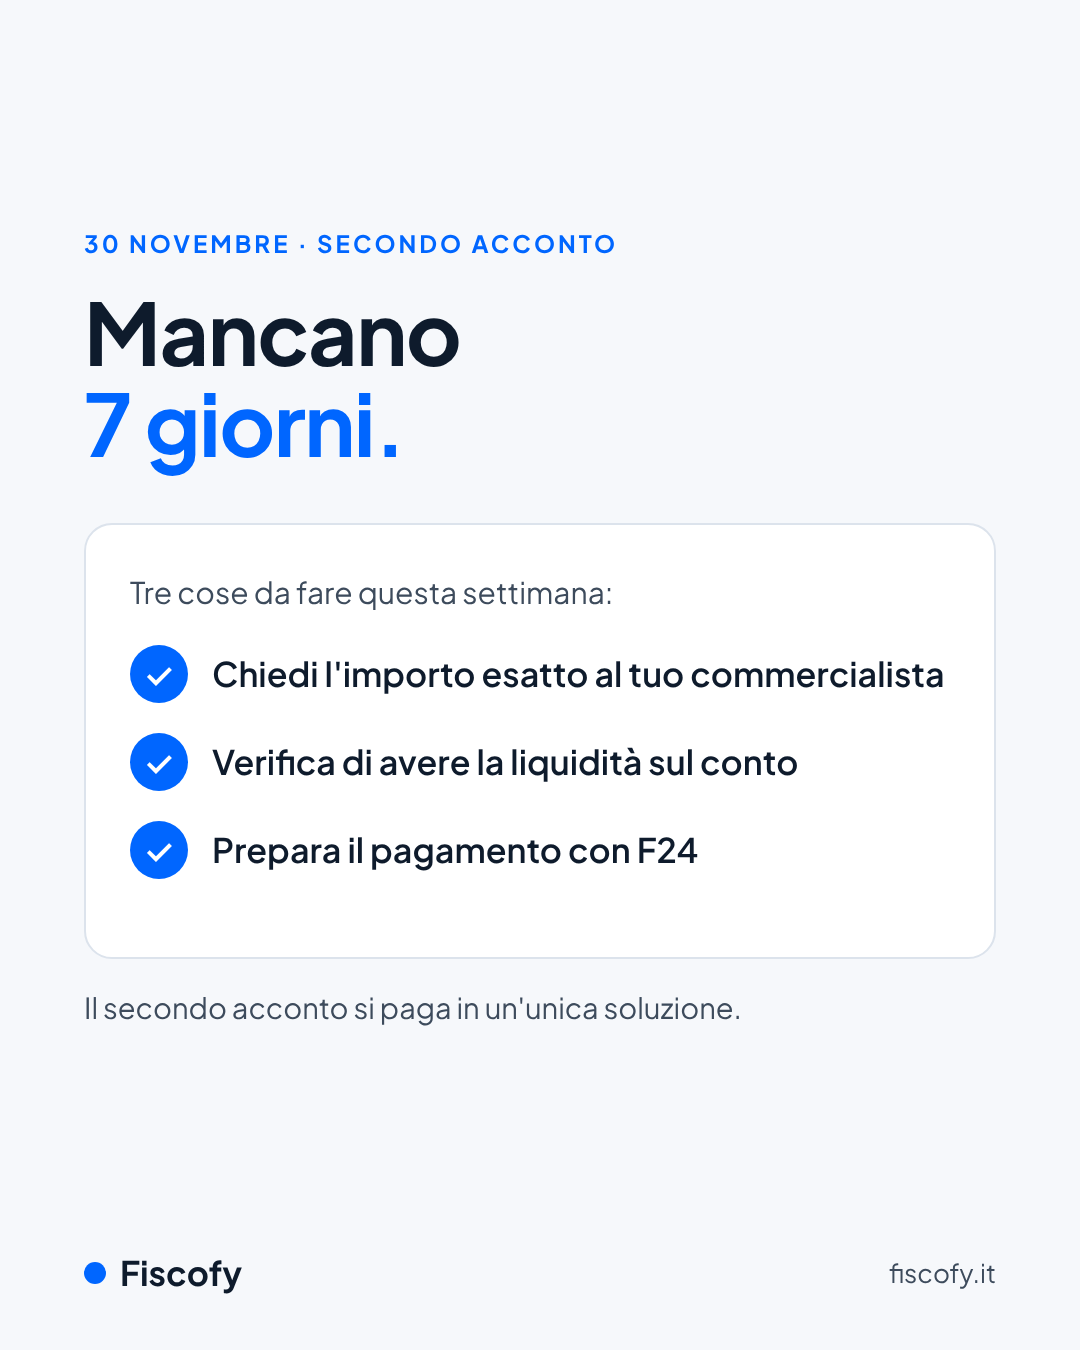 30 NOVEMBRE · SECONDO ACCONTO
Mancano
7 giorni.
Tre cose da fare questa settimana:
Chiedi l'importo esatto al tuo commercialista
Verifica di avere la liquidità sul conto
Prepara il pagamento con F24
Il secondo acconto si paga in un'unica soluzione.
Fiscofy
fiscofy.it